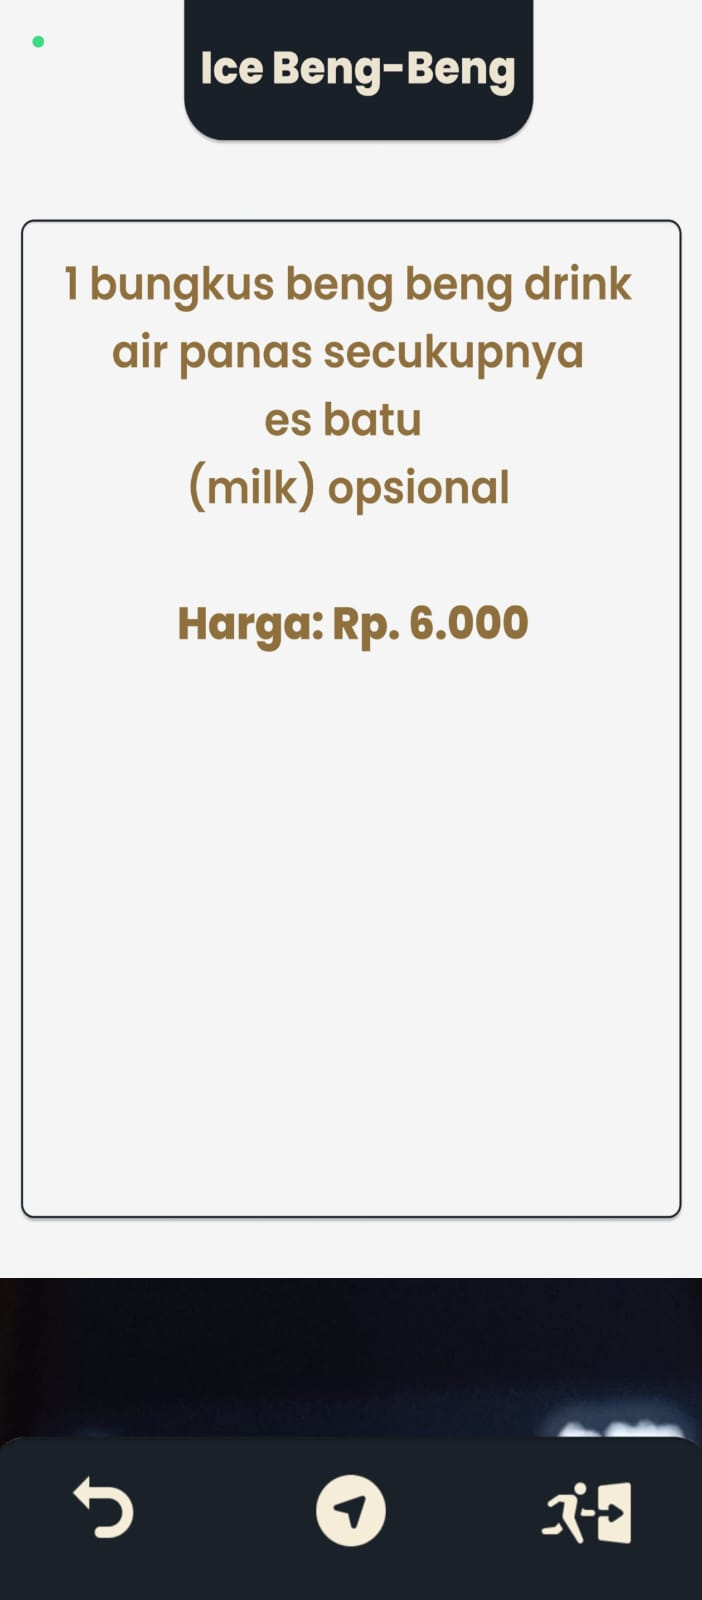 Ice Beng-Beng
1 bungkus beng beng drink
air panas secukupnya
es batu
(milk) opsional
Harga: Rp. 6.000